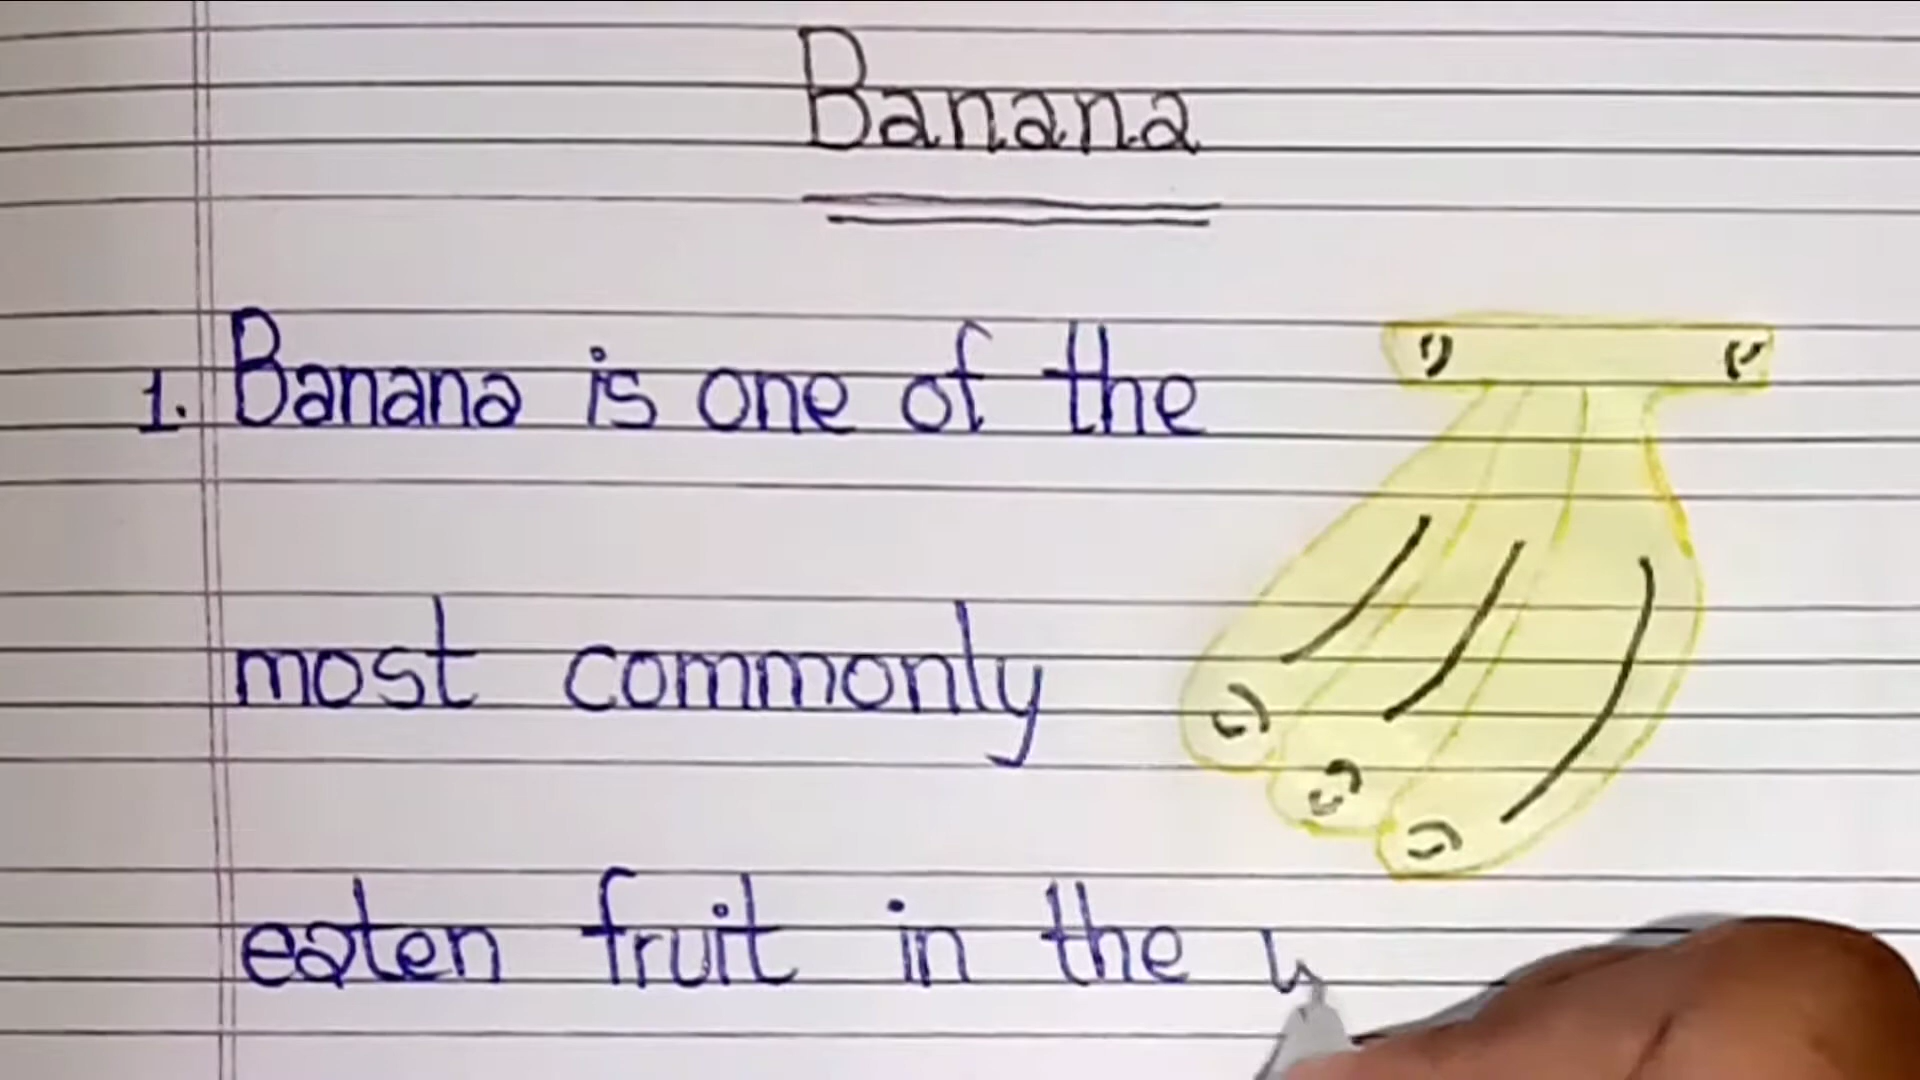 Banana
1. Banana is one of the
most commonly
eaten fruit in the